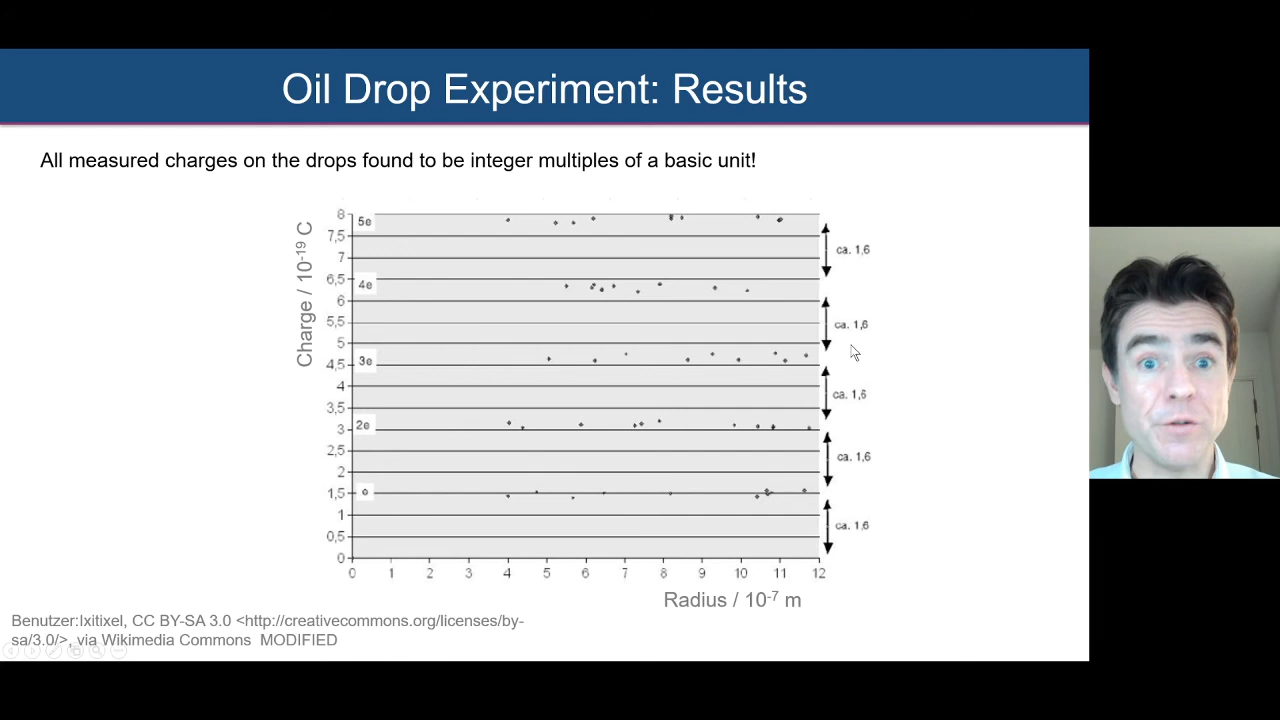 Oil Drop Experiment: Results
All measured charges on the drops found to be integer multiples of a basic unit!
Charge / 10-19 C
8
7,5
7
6,5
6
5,5
5
4,5
4
3,5
3
2,5
2
1,5
1
0,5
0
5e
4e
3e
2e
e
ca. 1,6
ca. 1,6
ca. 1,6
ca. 1,6
ca. 1,6
0 1 2 3 4 5 6 7 8 9 10 11 12
Radius / 10-7 m
Benutzer:Ixitixel, CC BY-SA 3.0 <http://creativecommons.org/licenses/by-
sa/3.0/>, via Wikimedia Commons MODIFIED